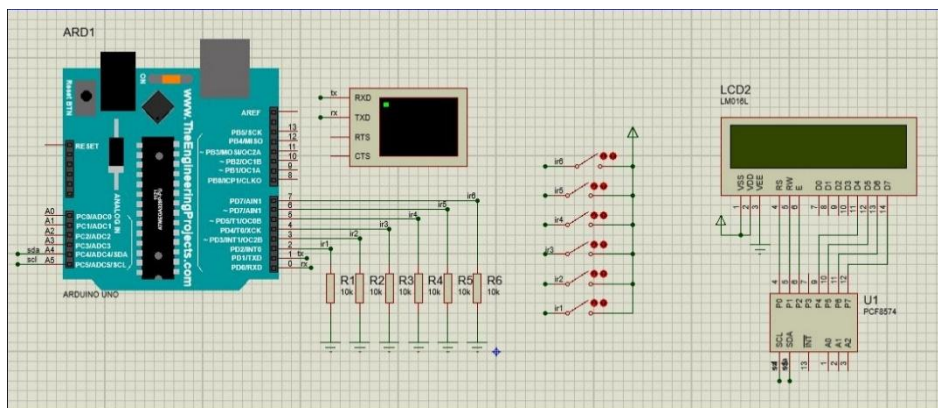 ARD1
Reset BTN
ON
www.TheEngineeringProjects.com
ANALOG IN
RESET
AREF
PB5/SCK 13
PB4/MISO 12
~PB3/MOSI/OC2A 11
~PB2/OC1B 10
~PB1/OC1A 9
PB0/ICP1/CLKO 8
PD7/AIN1 7 ir6
6 ir5
5 ir4
PD4/T0/XCK 4 ir3
~PD3/INT1/OC2B 3 ir2
PD2/INT0 2 ir1
PD1/TXD 1 tx
PD0/RXD 0 rx
A0 PC0/ADC0
A1 PC1/ADC1
A2 PC2/ADC2
A3 PC3/ADC3
sda A4 PC4/ADC4/SDA
scl A5 PC5/ADC5/SCL
ARDUINO UNO
R1 R2 R3 R4 R5 R6
10k 10k 10k 10k 10k 10k
tx RXD
rx TXD
RTS
CTS
ir6
ir5
ir4
ir3
ir2
ir1
LCD2
LM016L
VSS VDD VEE RS RW E D0 D1 D2 D3 D4 D5 D6 D7
1 2 3 4 5 6 7 8 9 10 11 12 13 14
4 5 6 7 9 10 11 12
P0 P1 P2 P3 P4 P5 P6 P7
U1
PCF8574
SCL SDA INT A0 A1 A2
13 1 2 3